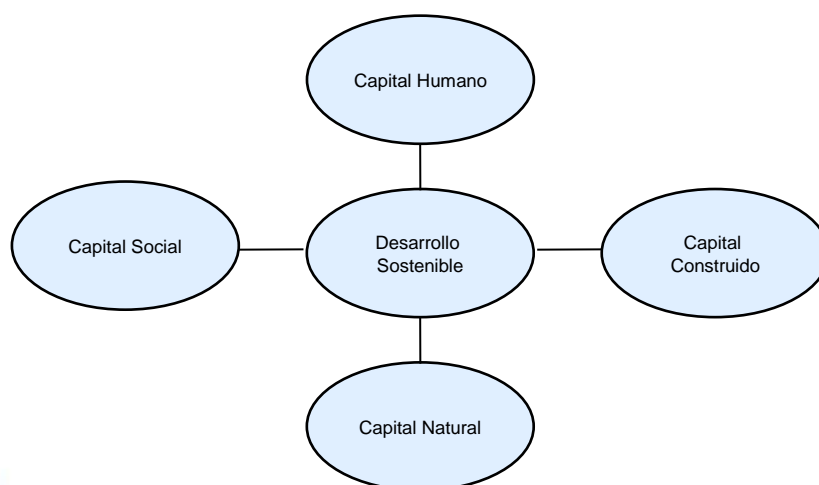 Capital Humano
Capital Social
Desarrollo
Sostenible
Capital
Construido
Capital Natural